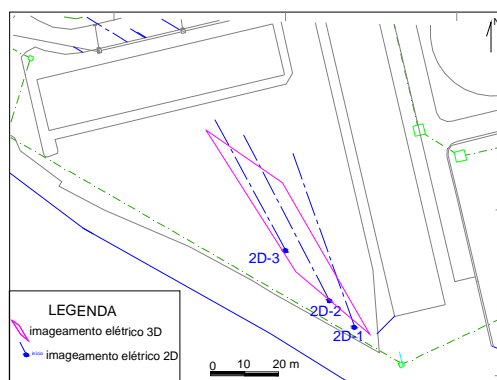 N
2D-3
2D-2
2D-1
LEGENDA
imageamento elétrico 3D
imageamento elétrico 2D
0 10 20 m